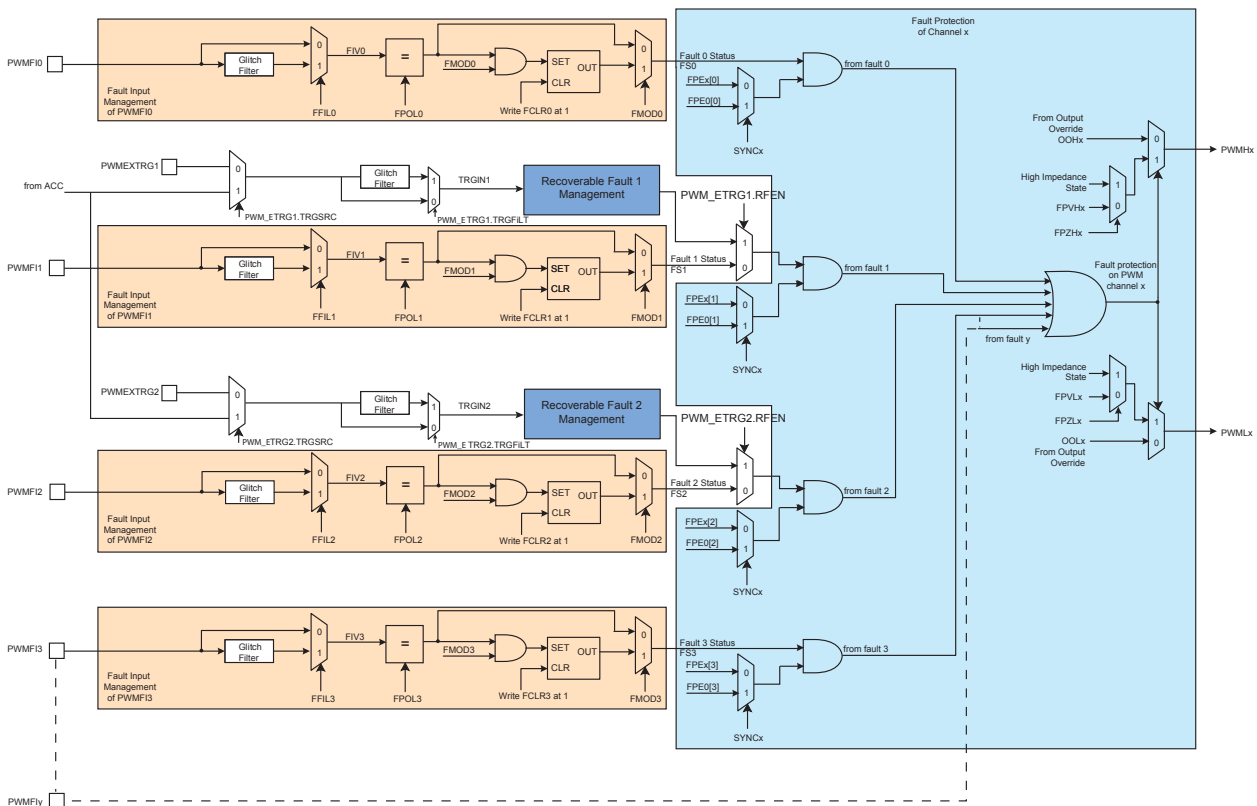 Fault Protection
of Channel x
PWMFI0
Glitch
Filter
0
1
FIV0
=
FMOD0
SET
OUT
CLR
0
1
Fault Input
Management
of PWMFI0
FFIL0
FPOL0
Write FCLR0 at 1
FMOD0
Fault 0 Status
FS0
FPEx[0]
FPE0[0]
0
1
SYNCx
from fault 0
PWMEXTRG1
from ACC
0
1
PWM_ETRG1.TRGSRC
Glitch
Filter
1
0
TRGIN1
PWM_ETRG1.TRGFILT
Recoverable Fault 1
Management
PWM_ETRG1.RFEN
1
0
PWMFI1
Glitch
Filter
0
1
FIV1
=
FMOD1
SET
OUT
CLR
0
1
Fault Input
Management
of PWMFI1
FFIL1
FPOL1
Write FCLR1 at 1
FMOD1
Fault 1 Status
FS1
FPEx[1]
FPE0[1]
0
1
SYNCx
from fault 1
PWMEXTRG2
0
1
PWM_ETRG2.TRGSRC
Glitch
Filter
1
0
TRGIN2
PWM_ETRG2.TRGFILT
Recoverable Fault 2
Management
PWM_ETRG2.RFEN
1
0
PWMFI2
Glitch
Filter
0
1
FIV2
=
FMOD2
SET
OUT
CLR
0
1
Fault Input
Management
of PWMFI2
FFIL2
FPOL2
Write FCLR2 at 1
FMOD2
Fault 2 Status
FS2
FPEx[2]
FPE0[2]
0
1
SYNCx
from fault 2
PWMFI3
Glitch
Filter
0
1
FIV3
=
FMOD3
SET
OUT
CLR
0
1
Fault Input
Management
of PWMFI3
FFIL3
FPOL3
Write FCLR3 at 1
FMOD3
Fault 3 Status
FS3
FPEx[3]
FPE0[3]
0
1
SYNCx
from fault 3
PWMFIy
from fault y
Fault protection
on PWM
channel x
From Output
Override
OOHx
0
1
PWMHx
High Impedance
State
FPVHx
FPZHx
1
0
High Impedance
State
FPVLx
FPZLx
1
0
OOLx
From Output
Override
1
0
PWMLx